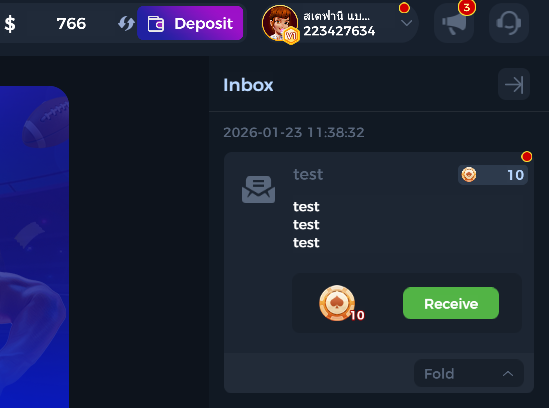 $ 766 Deposit สเตฟานี แบ...
223427634
3
Inbox
2026-01-23 11:38:32
test 10
test
test
test
10 Receive
Fold